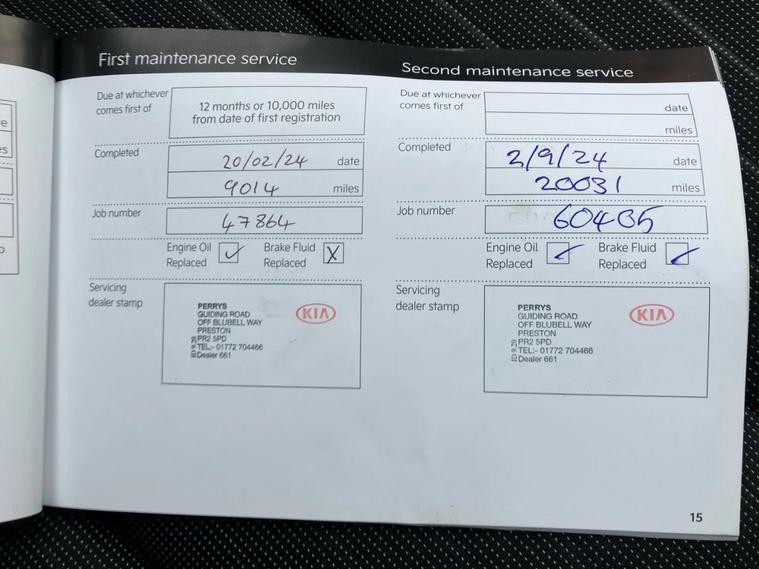 First maintenance service
Due at whichever
comes first of
12 months or 10,000 miles
from date of first registration
Completed
20/02/24 date
9014 miles
Job number
47864
Engine Oil
Replaced
Brake Fluid
Replaced
Servicing
dealer stamp
PERRYS
GUIDING ROAD
OFF BLUBELL WAY
PRESTON
PR2 5PD
TEL:- 01772 704466
Dealer 661
KIA
Second maintenance service
Due at whichever
comes first of
date
miles
Completed
2/9/24 date
20031 miles
Job number
60405
Engine Oil
Replaced
Brake Fluid
Replaced
Servicing
dealer stamp
PERRYS
GUIDING ROAD
OFF BLUBELL WAY
PRESTON
PR2 5PD
TEL:- 01772 704466
Dealer 661
KIA
15